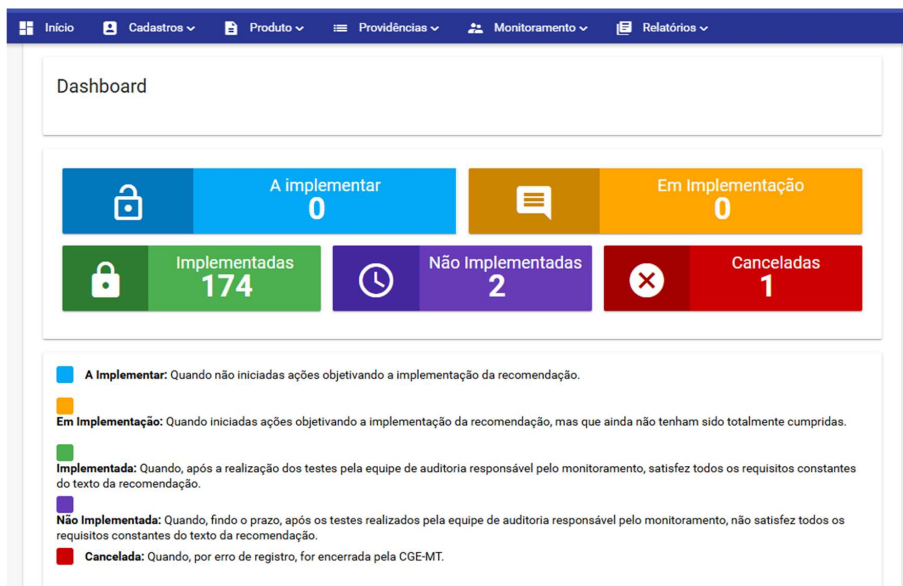 Início Cadastros Produto Providências Monitoramento Relatórios
Dashboard
A implementar
0
Em Implementação
0
Implementadas
174
Não Implementadas
2
Canceladas
1
A Implementar: Quando não iniciadas ações objetivando a implementação da recomendação.
Em Implementação: Quando iniciadas ações objetivando a implementação da recomendação, mas que ainda não tenham sido totalmente cumpridas.
Implementada: Quando, após a realização dos testes pela equipe de auditoria responsável pelo monitoramento, satisfez todos os requisitos constantes
do texto da recomendação.
Não Implementada: Quando, findo o prazo, após os testes realizados pela equipe de auditoria responsável pelo monitoramento, não satisfez todos os
requisitos constantes do texto da recomendação.
Cancelada: Quando, por erro de registro, for encerrada pela CGE-MT.